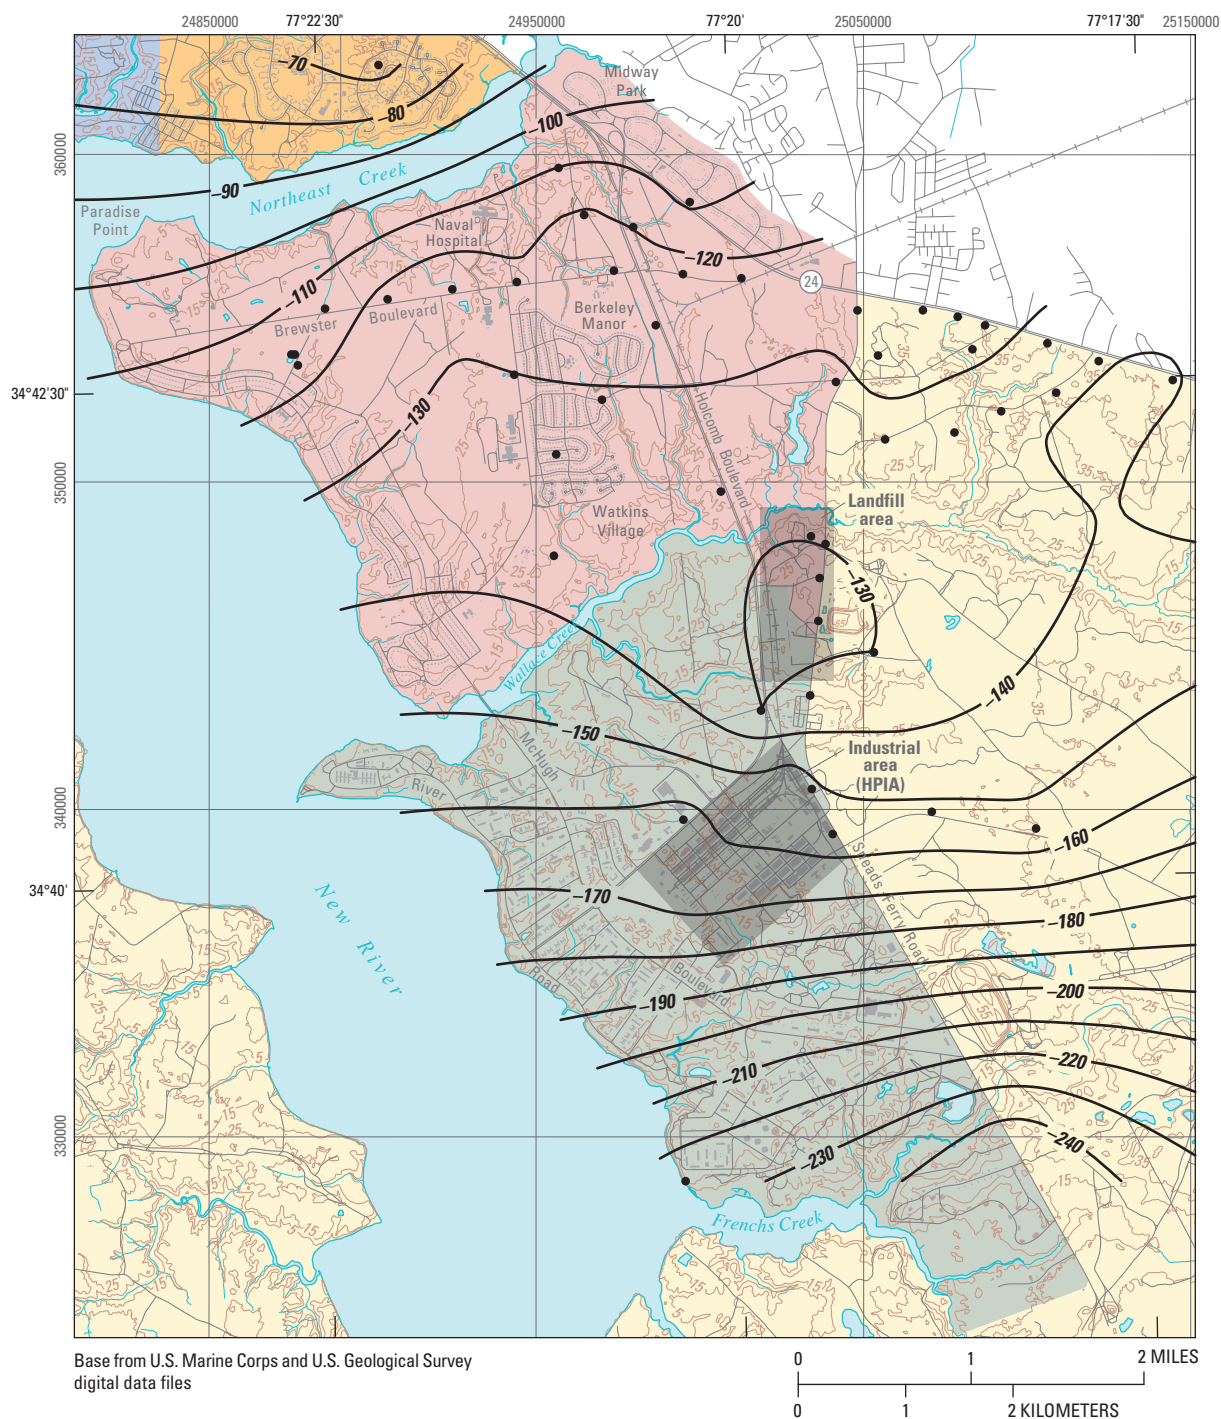 24850000
77°22'30"
24950000
77°20'
25050000
77°17'30"
25150000
–70
Midway
Park
–80
–100
360000
–90
Northeast Creek
Paradise
Point
Naval
Hospital
–120
24
–110
Berkeley
Manor
Brewster
Boulevard
34°42'30"
–130
Holcomb Boulevard
350000
Landfill
area
Watkins
Village
–130
65
Wallace Creek
–140
–150
McHugh
Industrial
area
(HPIA)
River
340000
–160
Sneads Ferry Road
34°40'
–170
New River
–180
Road
Boulevard
–190
–200
–210
–220
330000
–230
–240
Frenchs Creek
Base from U.S. Marine Corps and U.S. Geological Survey
digital data files
0 1 2 MILES
0 1 2 KILOMETERS